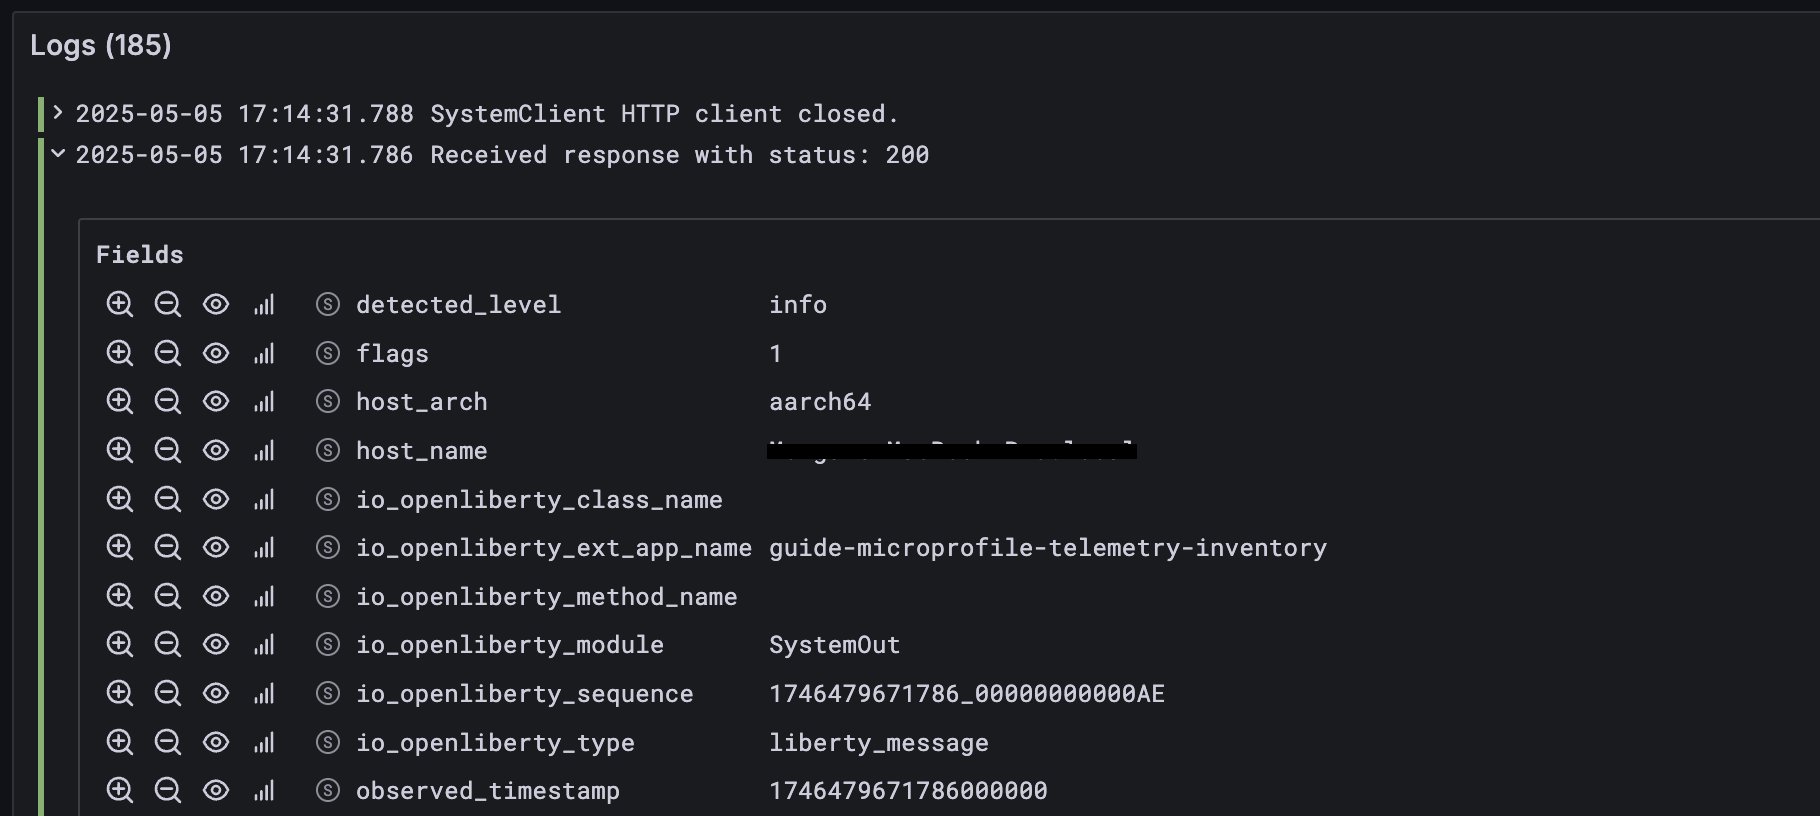 Logs (185)
2025-05-05 17:14:31.788 SystemClient HTTP client closed.
2025-05-05 17:14:31.786 Received response with status: 200
Fields
detected_level info
flags 1
host_arch aarch64
host_name
io_openliberty_class_name
io_openliberty_ext_app_name guide-microprofile-telemetry-inventory
io_openliberty_method_name
io_openliberty_module SystemOut
io_openliberty_sequence 1746479671786_00000000000AE
io_openliberty_type liberty_message
observed_timestamp 1746479671786000000